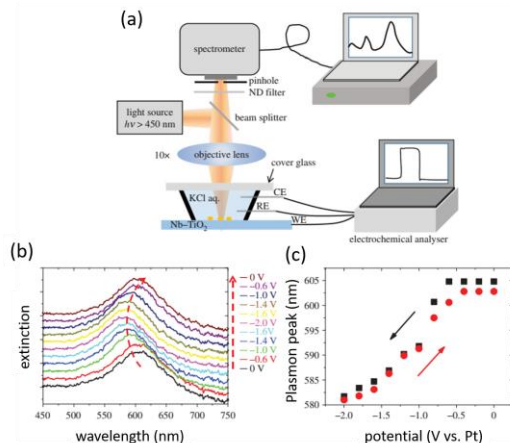 (a)
spectrometer
pinhole
ND filter
light source
hν > 450 nm
beam splitter
10×
objective lens
cover glass
KCl aq.
CE
RE
WE
Nb–TiO2
electrochemical analyser
(b)
extinction
0 V
−0.6 V
−1.0 V
−1.4 V
−1.6 V
−2.0 V
−1.6V
−1.4 V
−1.0 V
−0.6 V
0 V
450 500 550 600 650 700 750
wavelength (nm)
(c)
Plasmon peak (nm)
605
600
595
590
585
580
-2.0 -1.5 -1.0 -0.5 0
potential (V vs. Pt)